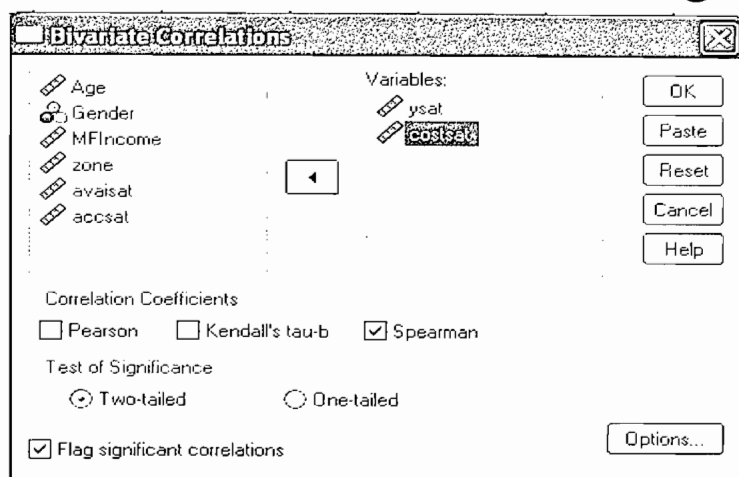 Bivariate Correlations
Age
Gender
MFIncome
zone
avaisat
accsat
Variables:
ysat
costsat
OK
Paste
Reset
Cancel
Help
Correlation Coefficients
Pearson Kendall's tau-b Spearman
Test of Significance
Two-tailed One-tailed
Flag significant correlations
Options...